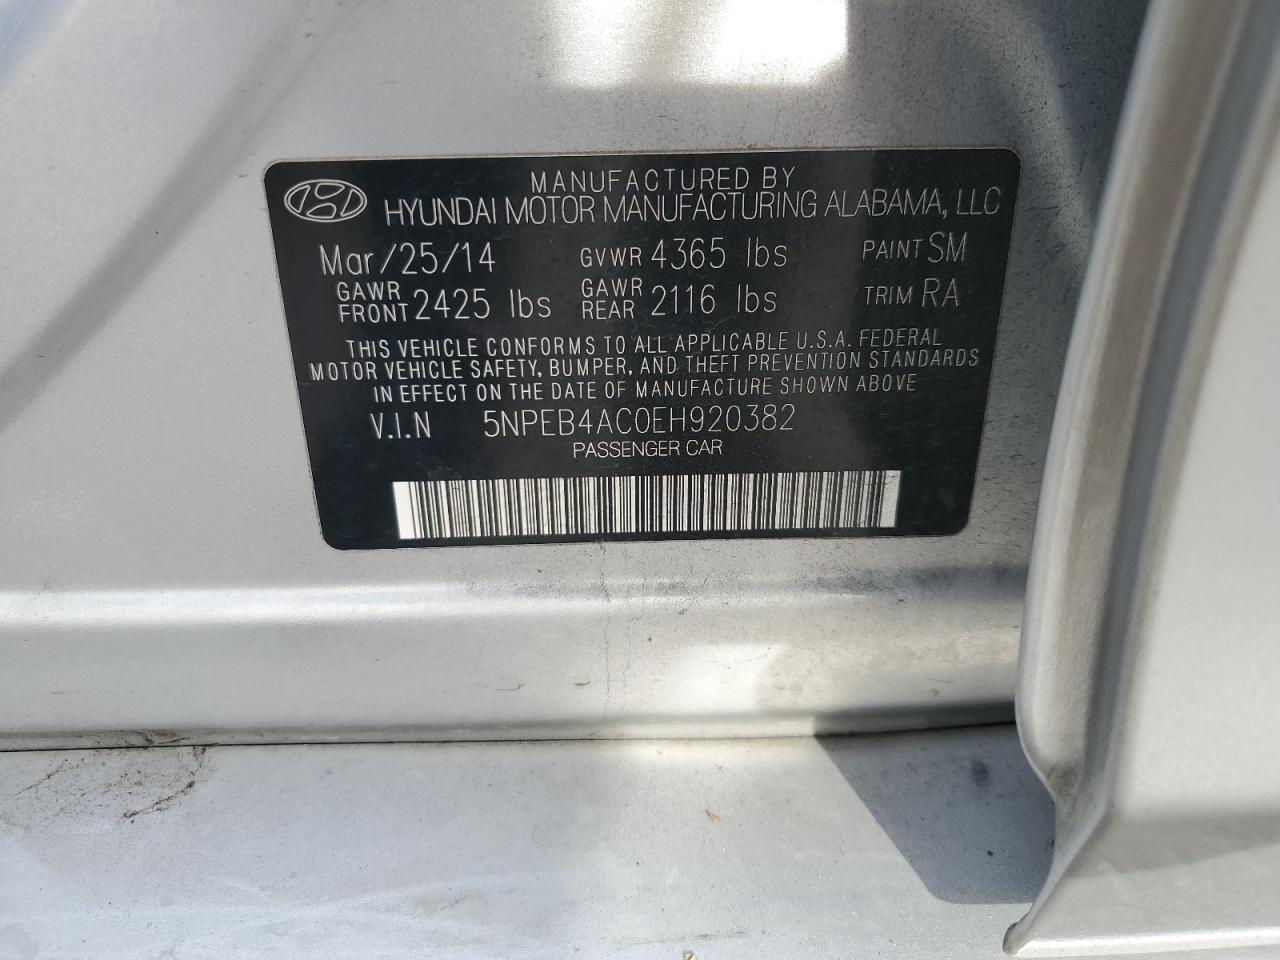 MANUFACTURED BY
HYUNDAI MOTOR MANUFACTURING ALABAMA, LLC
Mar/25/14 GVWR 4365 lbs PAINT SM
GAWR FRONT 2425 lbs GAWR REAR 2116 lbs TRIM RA
THIS VEHICLE CONFORMS TO ALL APPLICABLE U.S.A. FEDERAL
MOTOR VEHICLE SAFETY, BUMPER, AND THEFT PREVENTION STANDARDS
IN EFFECT ON THE DATE OF MANUFACTURE SHOWN ABOVE
V.I.N 5NPEB4AC0EH920382
PASSENGER CAR